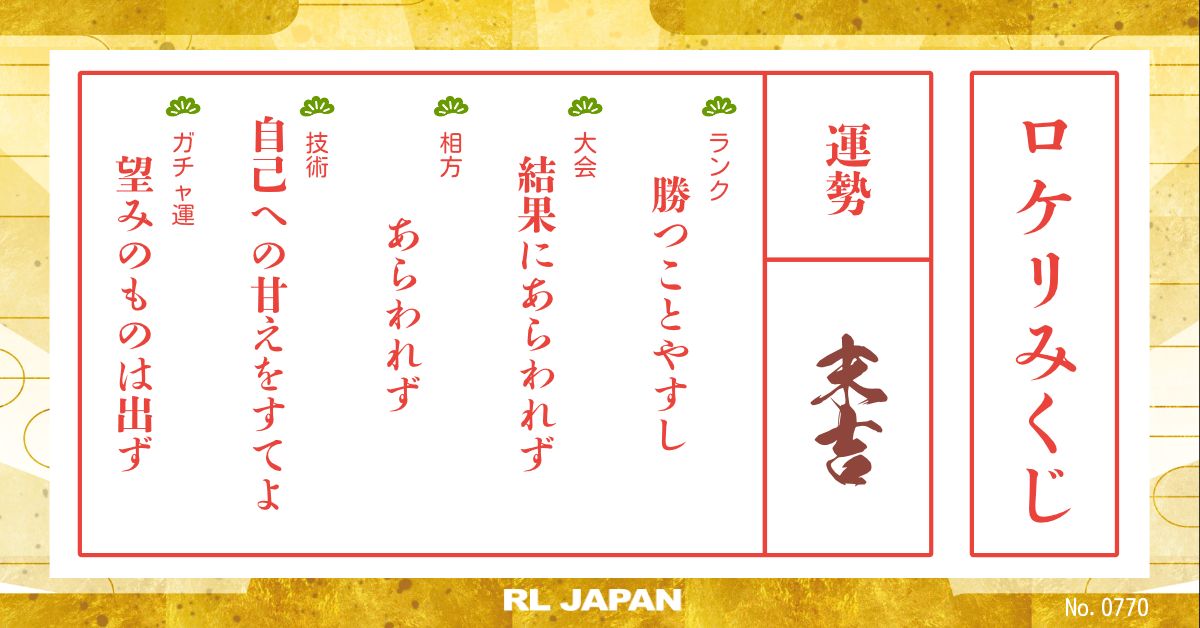 ロケリみくじ
運勢
末吉
ランク
勝つことやすし
大会
結果にあらわれず
相方
あらわれず
技術
自己への甘えをすてよ
ガチャ運
望みのものは出ず
RL JAPAN
No. 0770